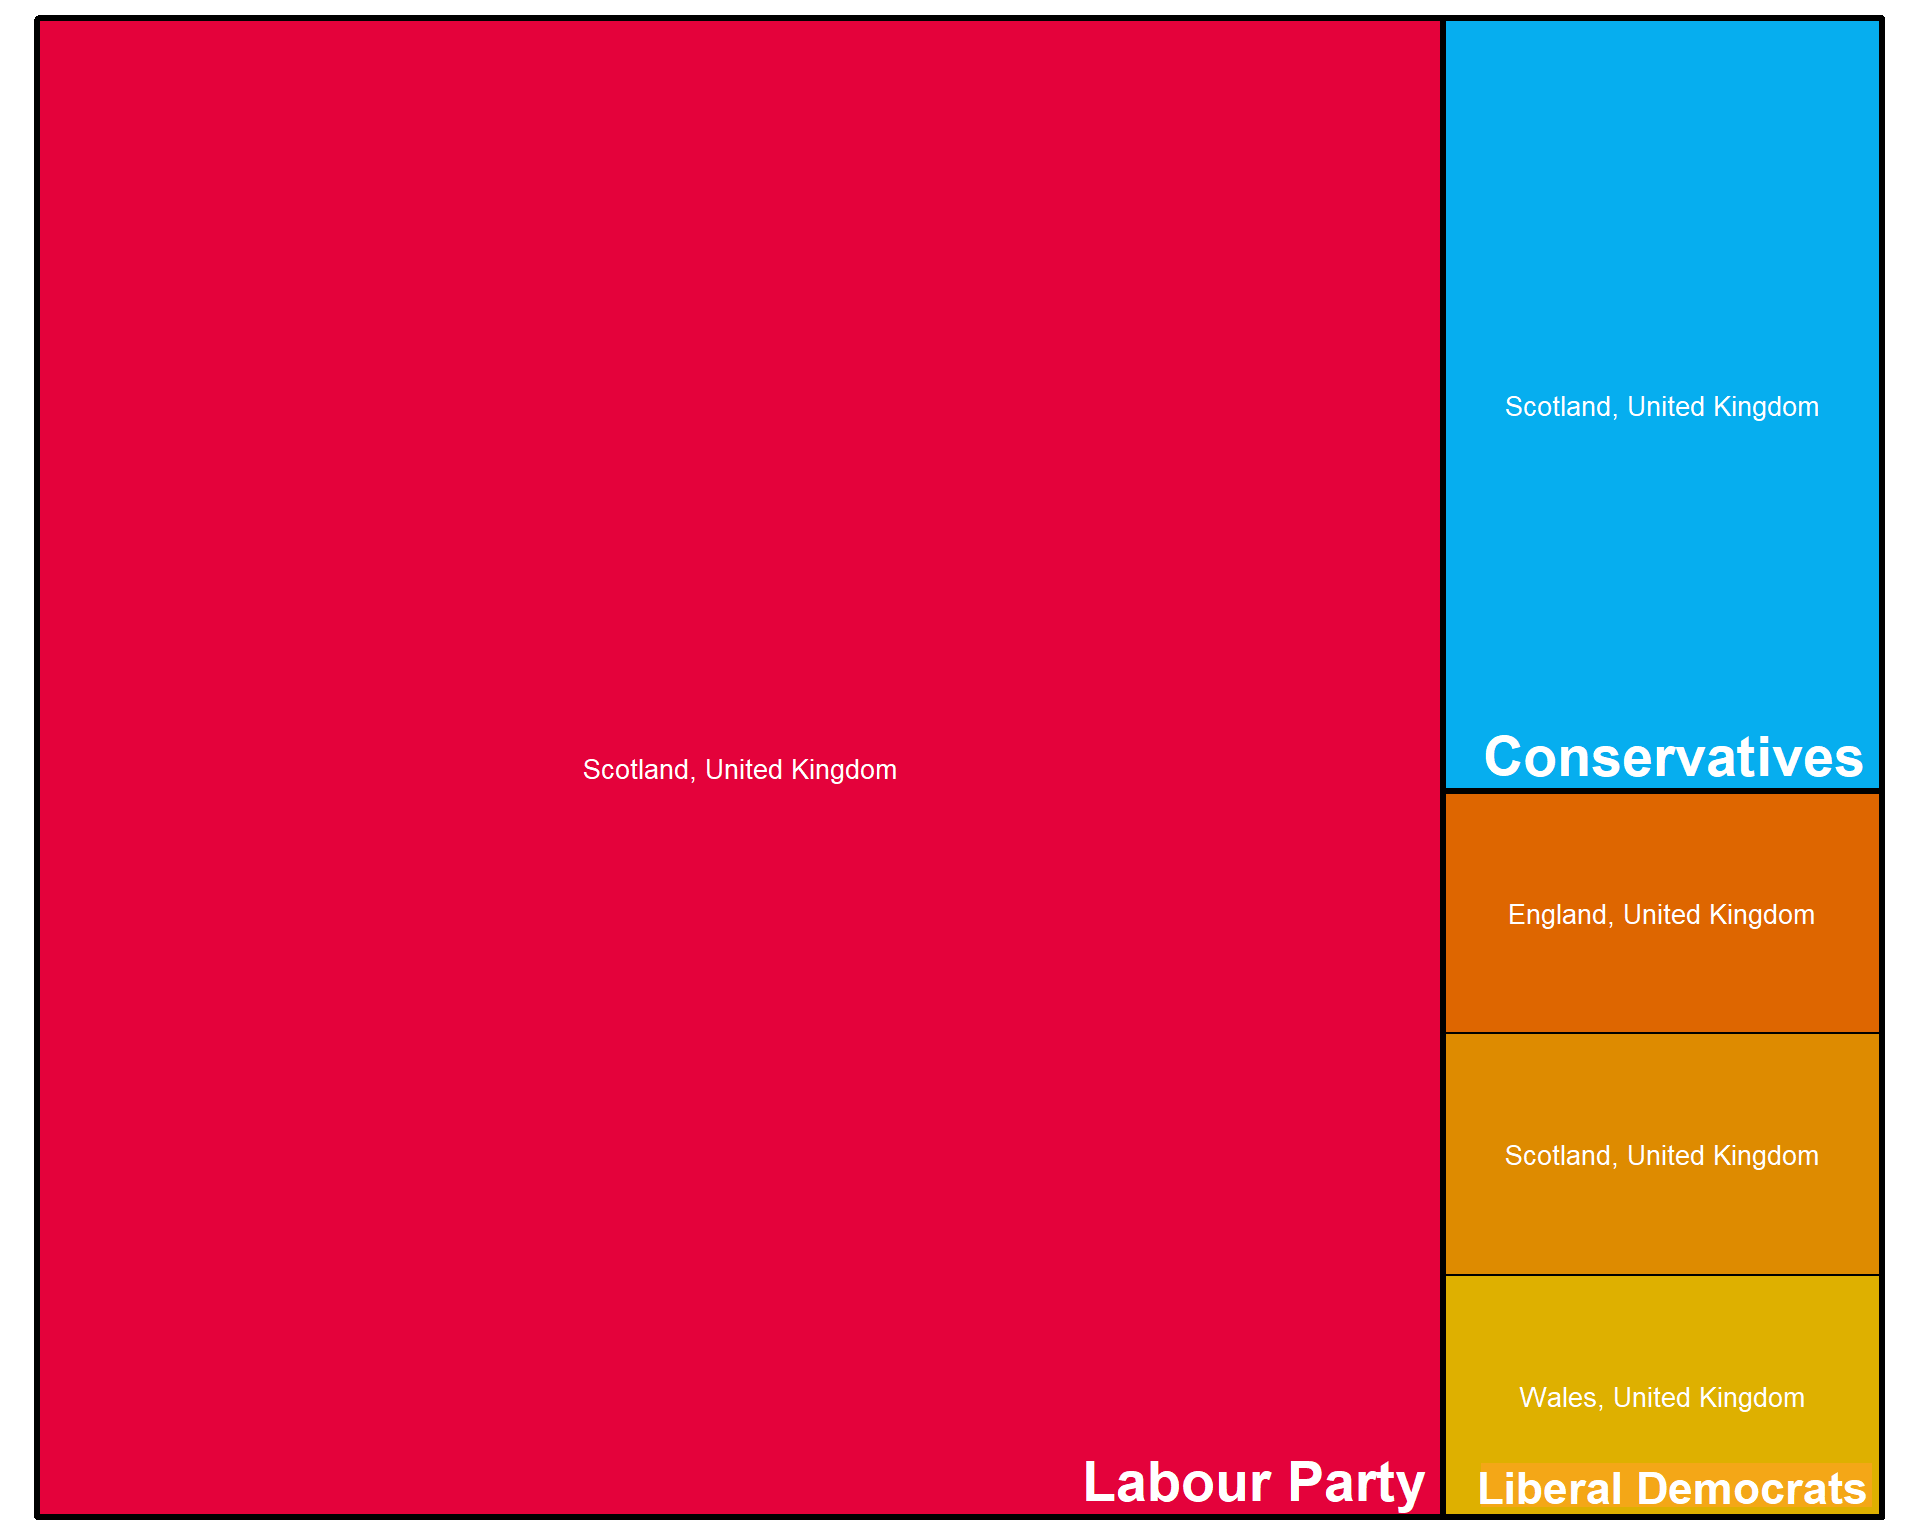 Scotland, United Kingdom
Labour Party
Scotland, United Kingdom
Conservatives
England, United Kingdom
Scotland, United Kingdom
Wales, United Kingdom
Liberal Democrats